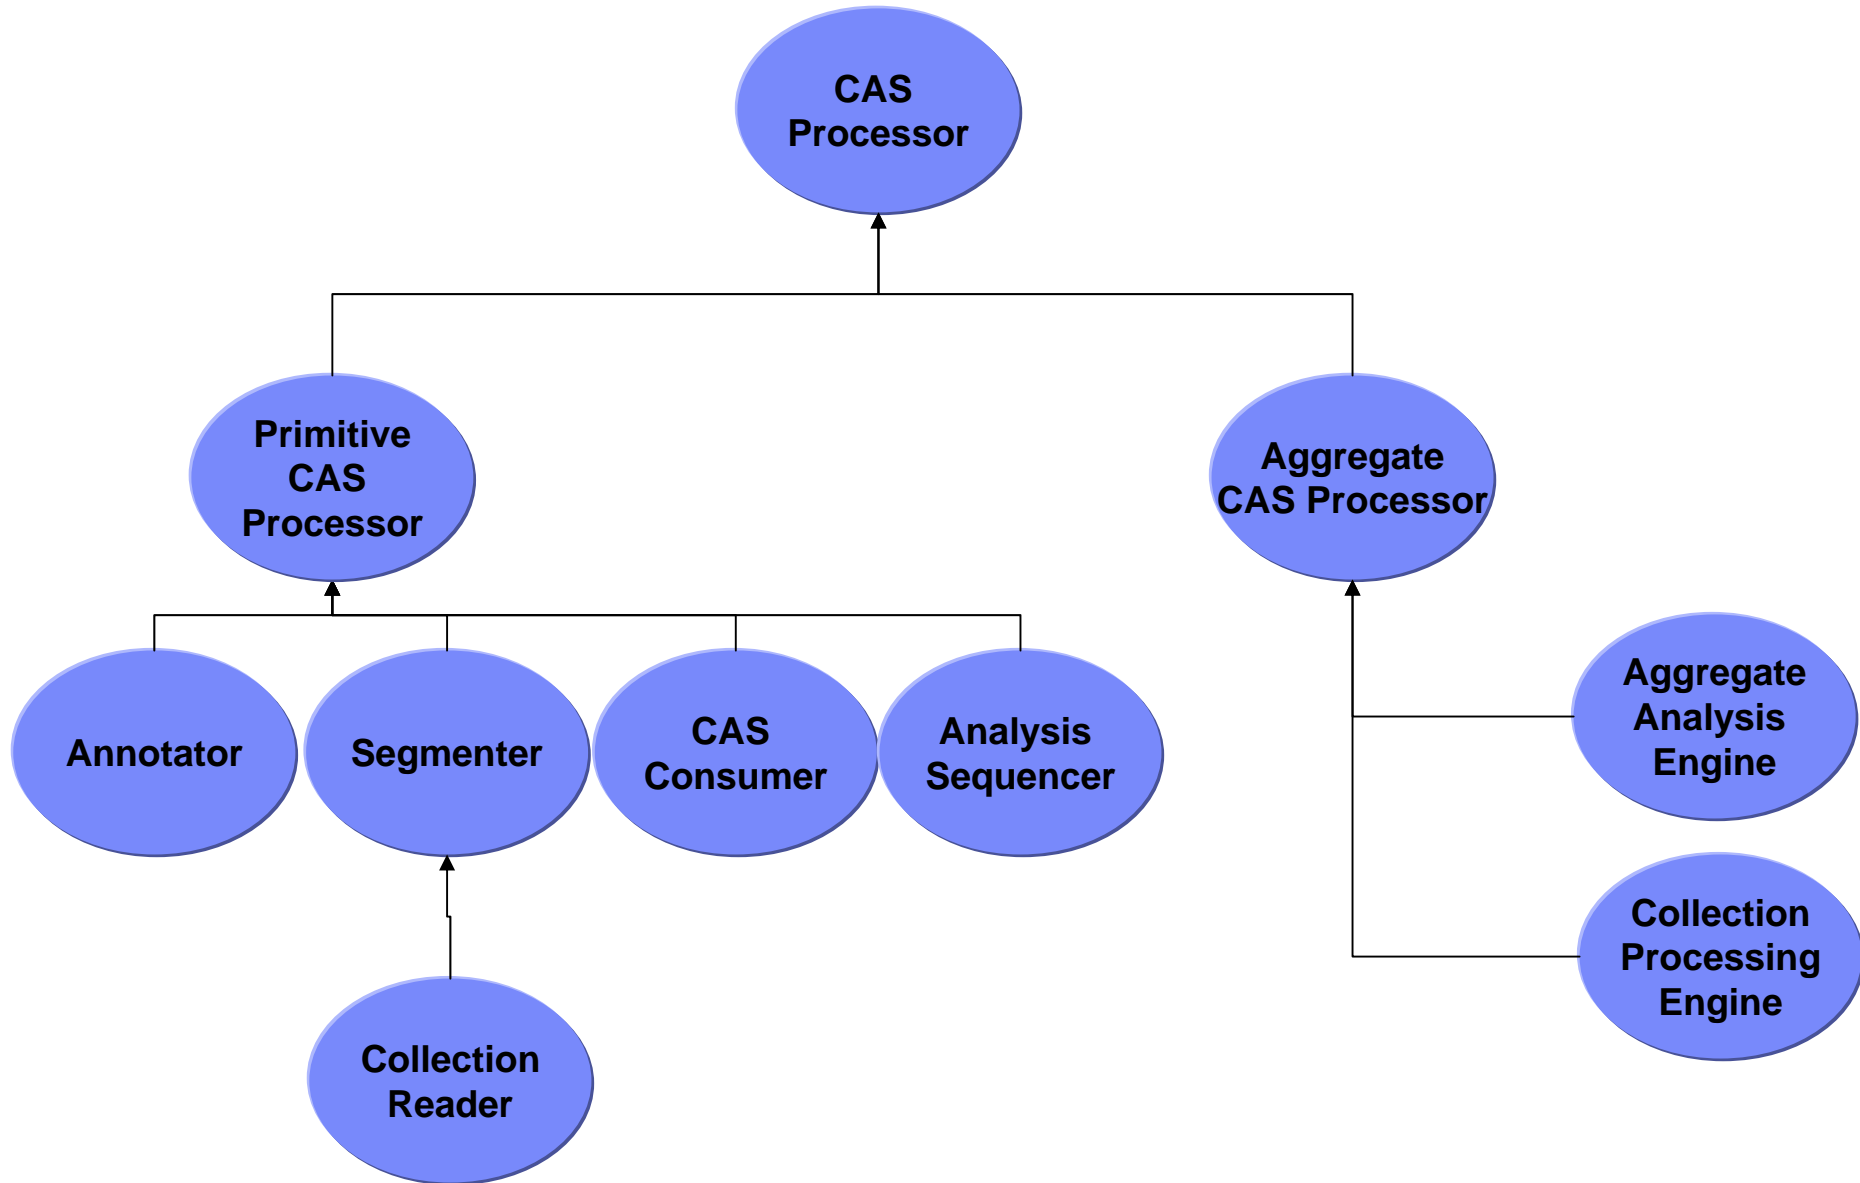 CAS
Processor
Primitive
CAS
Processor
Aggregate
CAS Processor
Annotator
Segmenter
CAS
Consumer
Analysis
Sequencer
Aggregate
Analysis
Engine
Collection
Processing
Engine
Collection
Reader